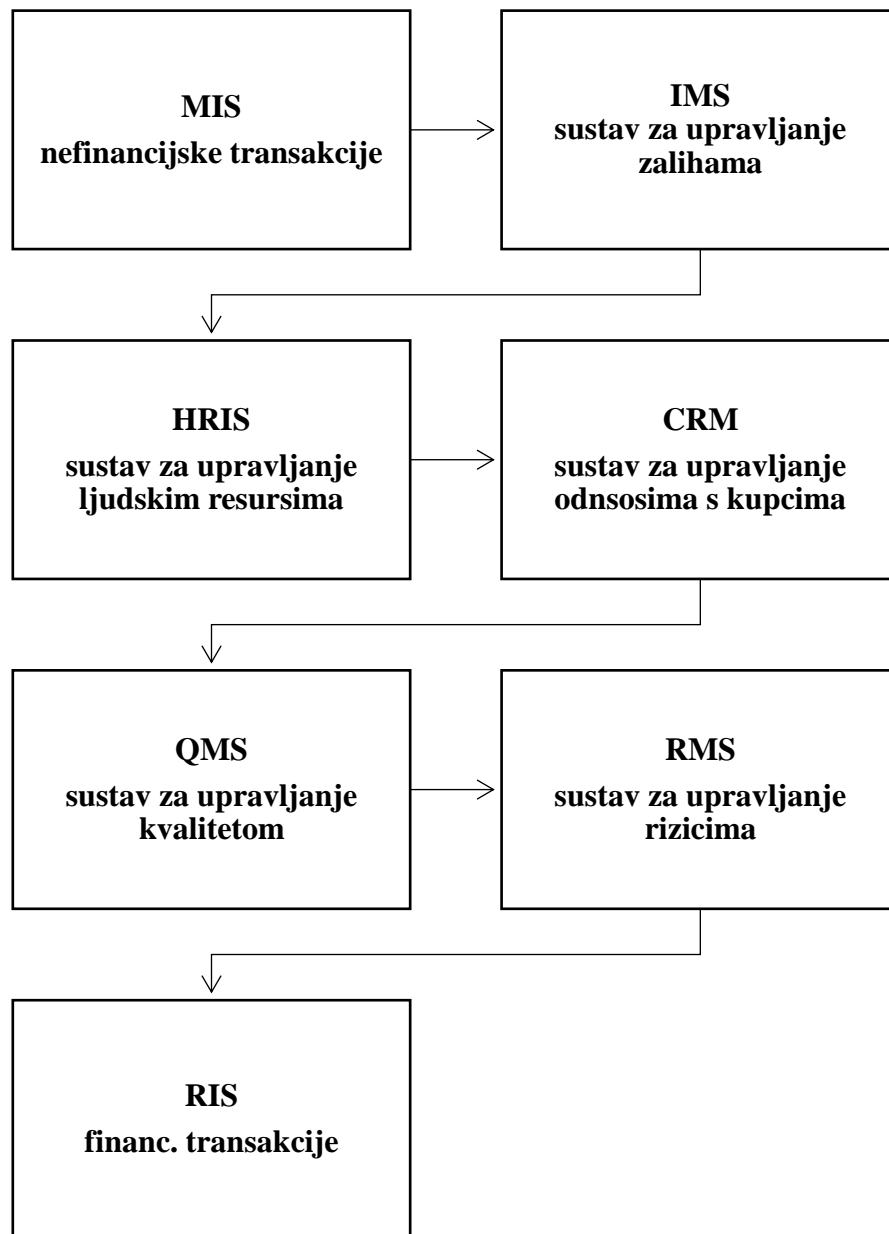 MIS
nefinancijske transakcije
IMS
sustav za upravljanje
zalihama
HRIS
sustav za upravljanje
ljudskim resursima
CRM
sustav za upravljanje
odnsosima s kupcima
QMS
sustav za upravljanje
kvalitetom
RMS
sustav za upravljanje
rizicima
RIS
financ. transakcije